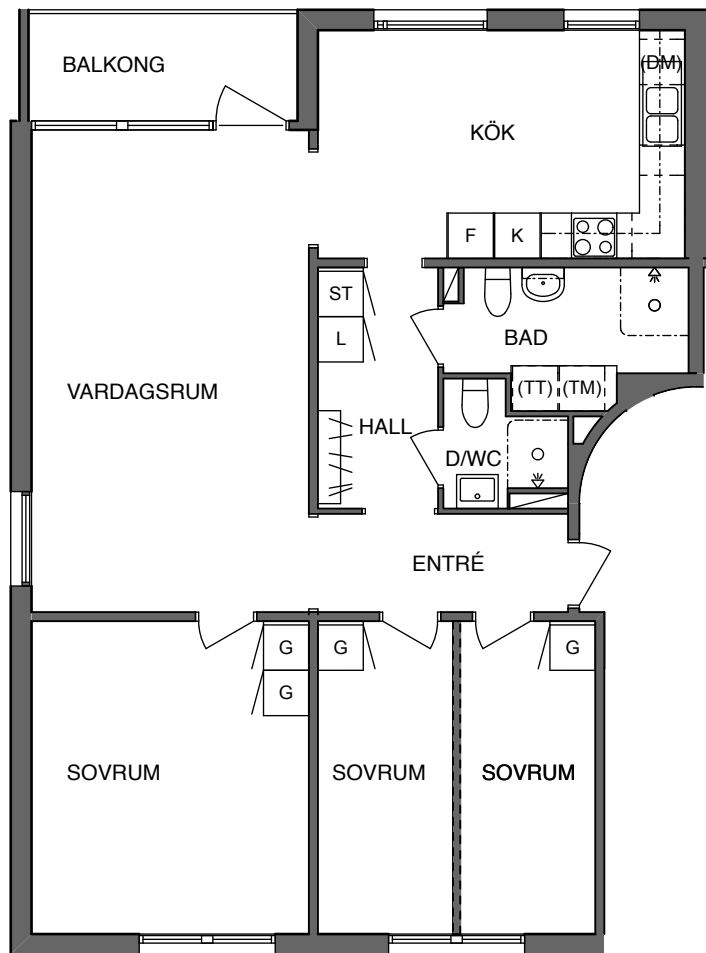 BALKONG
(DM)
KÖK
F
K
ST
L
BAD
VARDAGSRUM
(TT)
(TM)
HALL
D/WC
ENTRÉ
G
G
G
G
SOVRUM
SOVRUM
SOVRUM